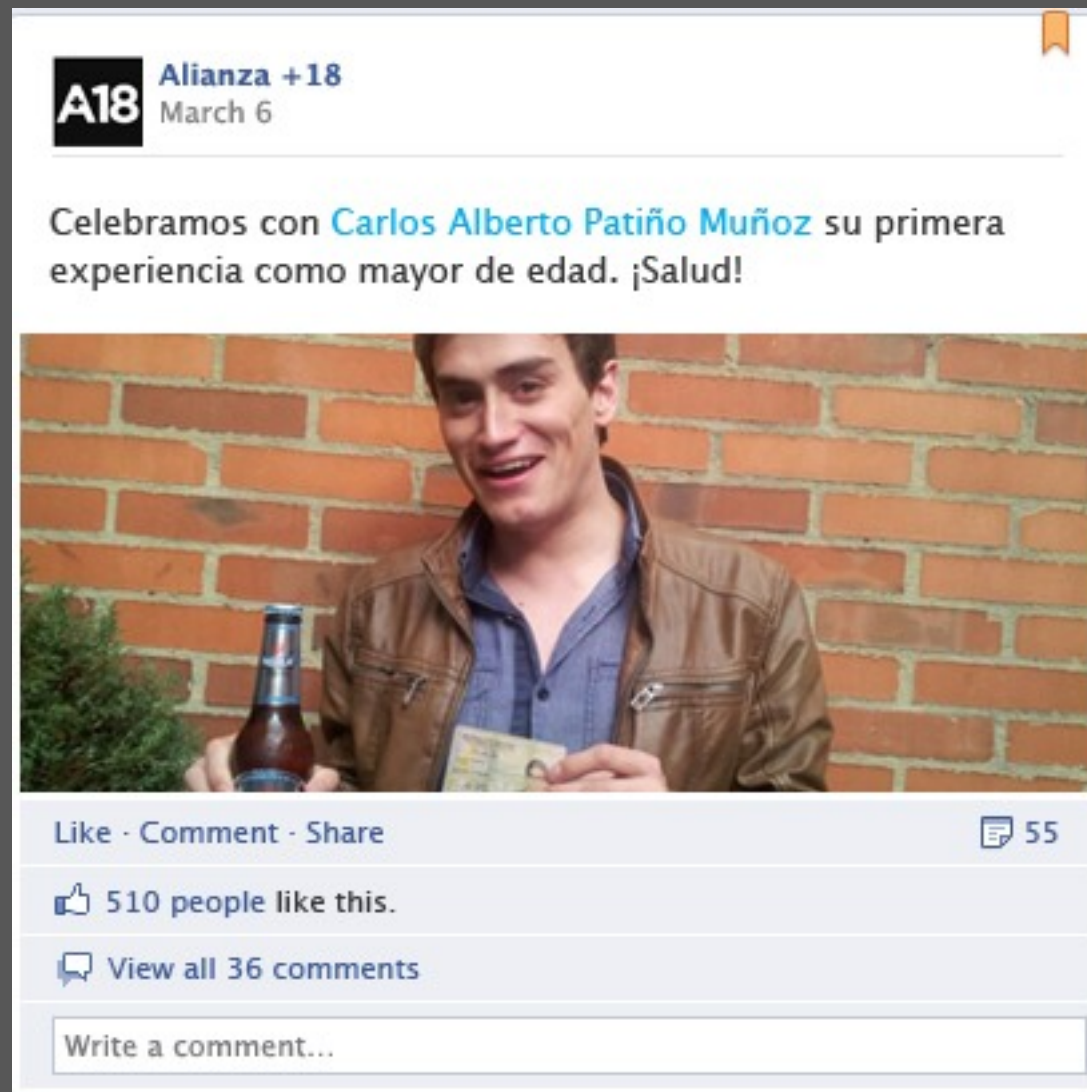 A18
Alianza +18
March 6
Celebramos con Carlos Alberto Patiño Muñoz su primera
experiencia como mayor de edad. ¡Salud!
Like · Comment · Share
55
510 people like this.
View all 36 comments
Write a comment...